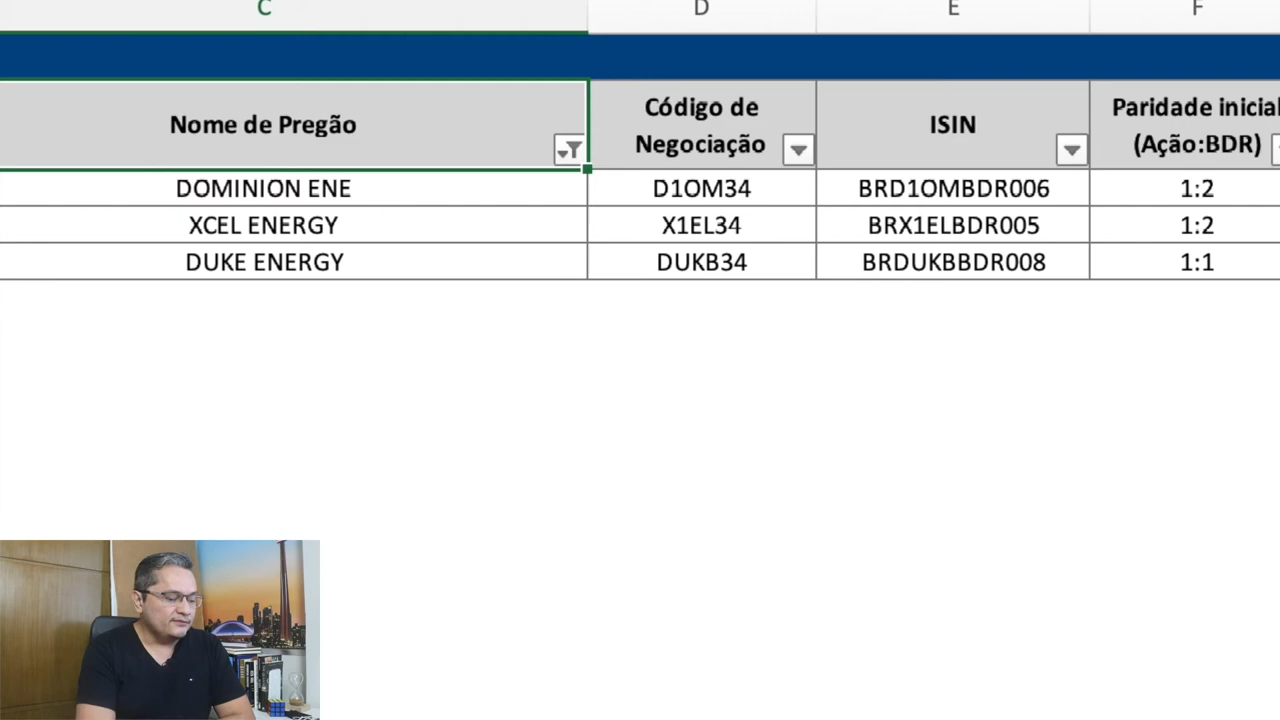 C D E F
Nome de Pregão
Código de
Negociação
ISIN
Paridade inicial
(Ação:BDR)
DOMINION ENE D1OM34 BRD1OMBDR006 1:2
XCEL ENERGY X1EL34 BRX1ELBDR005 1:2
DUKE ENERGY DUKB34 BRDUKBBDR008 1:1